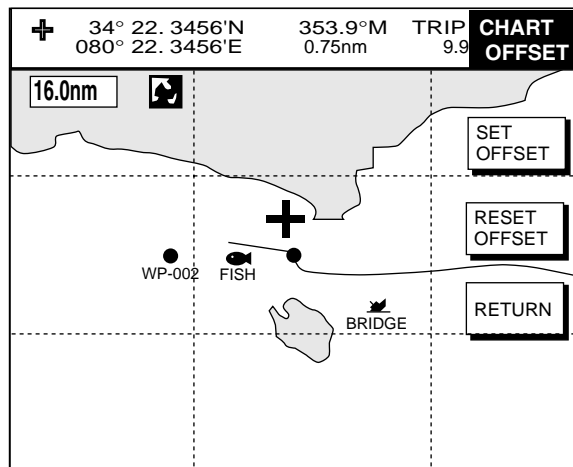 34° 22. 3456'N 353.9°M TRIP
080° 22. 3456'E 0.75nm 9.9
CHART
OFFSET
16.0nm
SET
OFFSET
RESET
OFFSET
WP-002 FISH
RETURN
BRIDGE